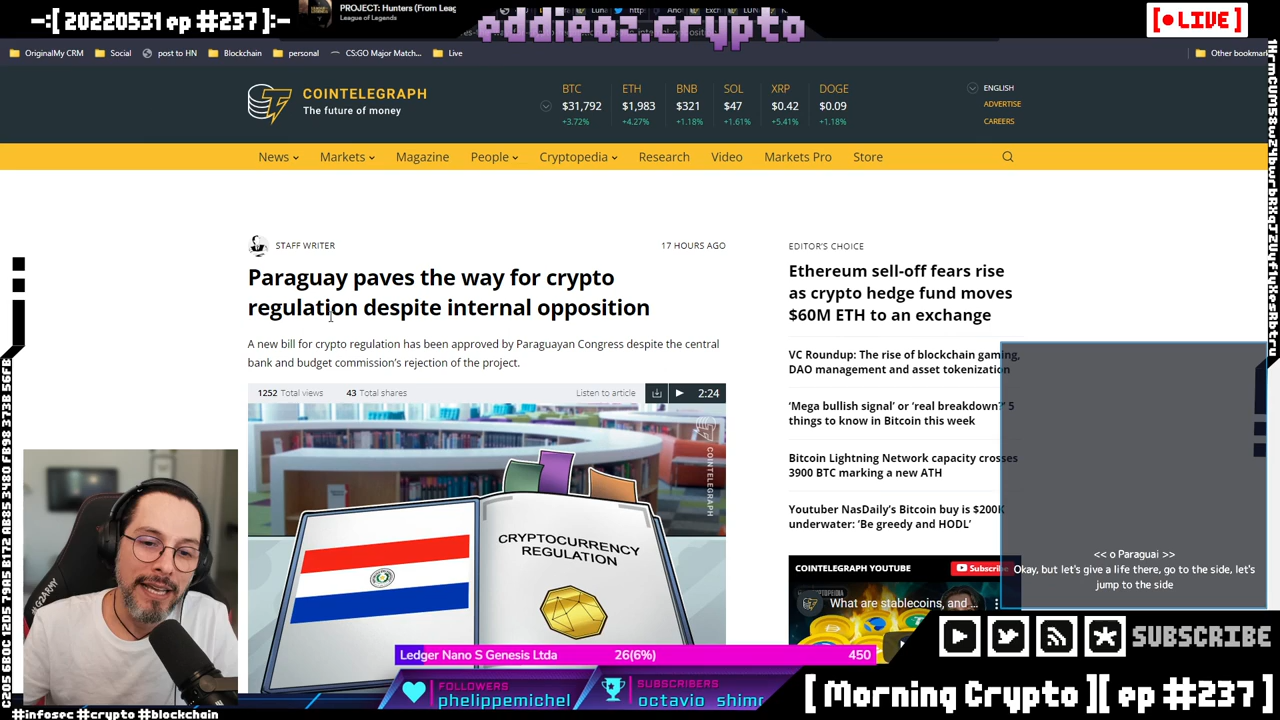 -:[ 20220531 ep #237 ]:-
PROJECT: Hunters (From Leag
League of Legends
eddieoz.crypto
[ LIVE ]
OriginalMy CRM
Social
post to HN
Blockchain
personal
CS:GO Major Match...
Live
Other bookmar
COINTELEGRAPH
The future of money
BTC ETH BNB SOL XRP DOGE
$31,792 $1,983 $321 $47 $0.42 $0.09
+3.72% +4.27% +1.18% +1.61% +5.41% +1.18%
ENGLISH
ADVERTISE
CAREERS
News Markets Magazine People Cryptopedia Research Video Markets Pro Store
STAFF WRITER
17 HOURS AGO
Paraguay paves the way for crypto
regulation despite internal opposition
A new bill for crypto regulation has been approved by Paraguayan Congress despite the central
bank and budget commission's rejection of the project.
1252 Total views 43 Total shares
Listen to article 2:24
COINTELEGRAPH
CRYPTOCURRENCY
REGULATION
EDITOR'S CHOICE
Ethereum sell-off fears rise
as crypto hedge fund moves
$60M ETH to an exchange
VC Roundup: The rise of blockchain gaming,
DAO management and asset tokenization
'Mega bullish signal' or 'real breakdown?' 5
things to know in Bitcoin this week
Bitcoin Lightning Network capacity crosses
3900 BTC marking a new ATH
Youtuber NasDaily's Bitcoin buy is $200K
underwater: 'Be greedy and HODL'
COINTELEGRAPH YOUTUBE
Subscribe
What are stablecoins, and ...
<< o Paraguai >>
Okay, but let's give a life there, go to the side, let's
jump to the side
SUBSCRIBE
Ledger Nano S Genesis Ltda 26(6%) 450
FOLLOWERS
phelippemichel
SUBSCRIBERS
octavio shim
[ Morning Crypto ][ ep #237 ]
#infosec #crypto #blockchain